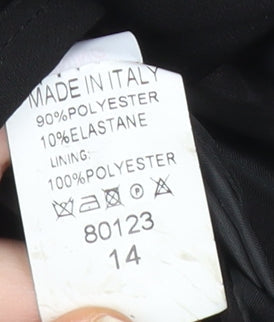 MADE IN ITALY
90%POLYESTER
10%ELASTANE
LINING:
100%POLYESTER
P
80123
14